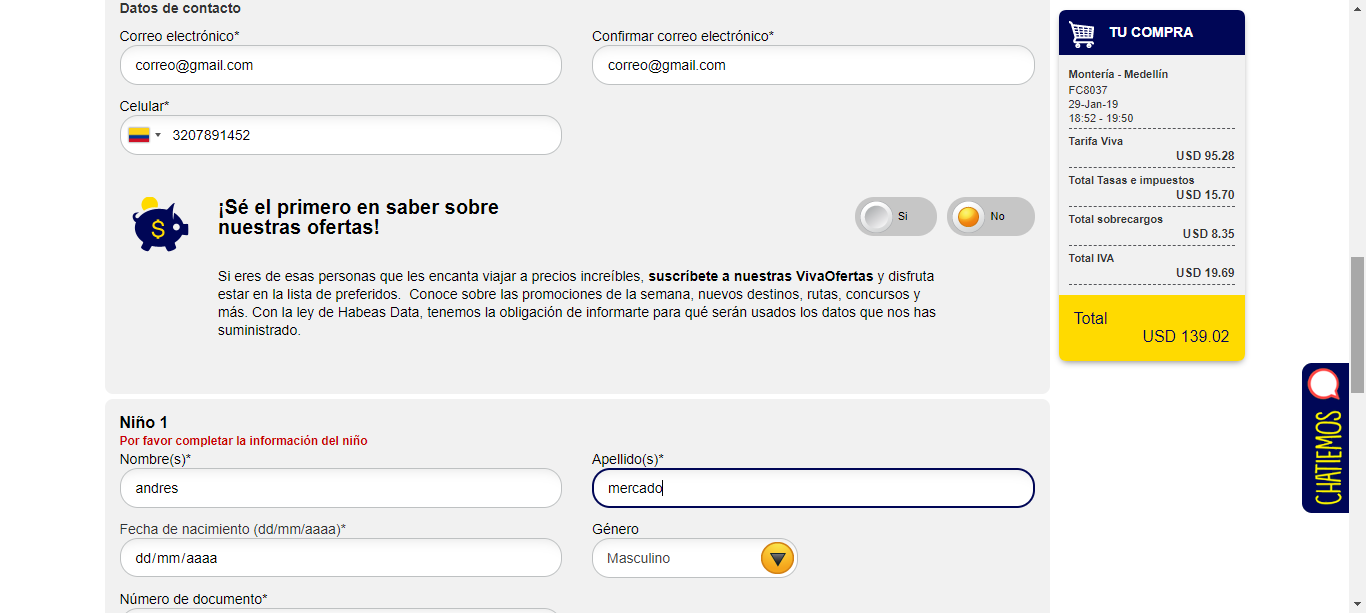 Datos de contacto
Correo electrónico*
Confirmar correo electrónico*
correo@gmail.com
correo@gmail.com
Celular*
3207891452
¡Sé el primero en saber sobre
nuestras ofertas!
$
Si
No
Si eres de esas personas que les encanta viajar a precios increíbles, suscríbete a nuestras VivaOfertas y disfruta
estar en la lista de preferidos. Conoce sobre las promociones de la semana, nuevos destinos, rutas, concursos y
más. Con la ley de Habeas Data, tenemos la obligación de informarte para qué serán usados los datos que nos has
suministrado.
Niño 1
Por favor completar la información del niño
Nombre(s)*
Apellido(s)*
andres
mercado
Fecha de nacimiento (dd/mm/aaaa)*
Género
dd/mm/aaaa
Masculino
Número de documento*
TU COMPRA
Montería - Medellín
FC8037
29-Jan-19
18:52 - 19:50
Tarifa Viva
USD 95.28
Total Tasas e impuestos
USD 15.70
Total sobrecargos
USD 8.35
Total IVA
USD 19.69
Total
USD 139.02
CHATIEMOS